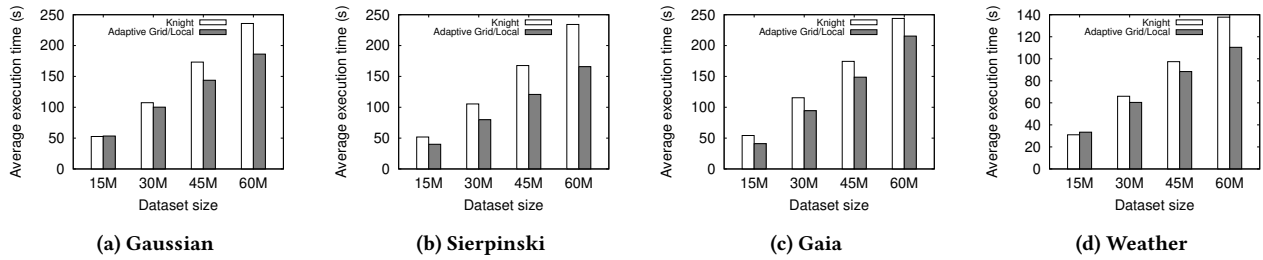 Average execution time (s)
250
200
150
100
50
0
Knight
Adaptive Grid/Local
15M 30M 45M 60M
Dataset size
(a) Gaussian
Average execution time (s)
250
200
150
100
50
0
Knight
Adaptive Grid/Local
15M 30M 45M 60M
Dataset size
(b) Sierpinski
Average execution time (s)
250
200
150
100
50
0
Knight
Adaptive Grid/Local
15M 30M 45M 60M
Dataset size
(c) Gaia
Average execution time (s)
140
120
100
80
60
40
20
0
Knight
Adaptive Grid/Local
15M 30M 45M 60M
Dataset size
(d) Weather